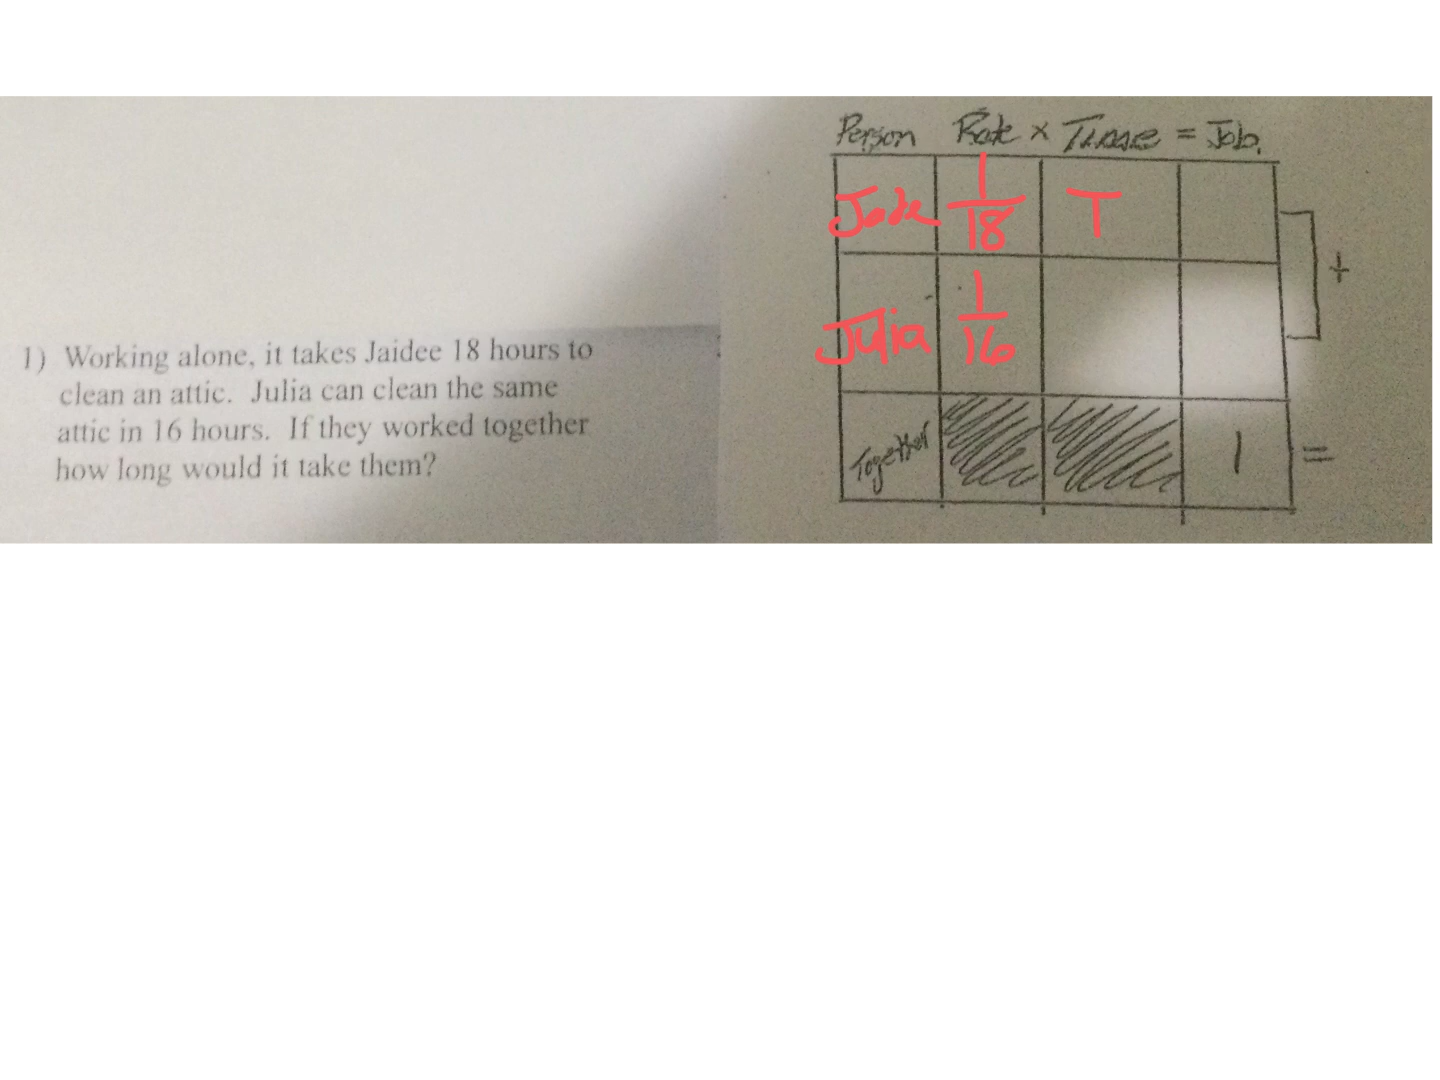 1) Working alone, it takes Jaidee 18 hours to
clean an attic. Julia can clean the same
attic in 16 hours. If they worked together
how long would it take them?
Person Rate × Time = Job.
Jade 1/18 T
+
Julia 1/16
Together 1 =